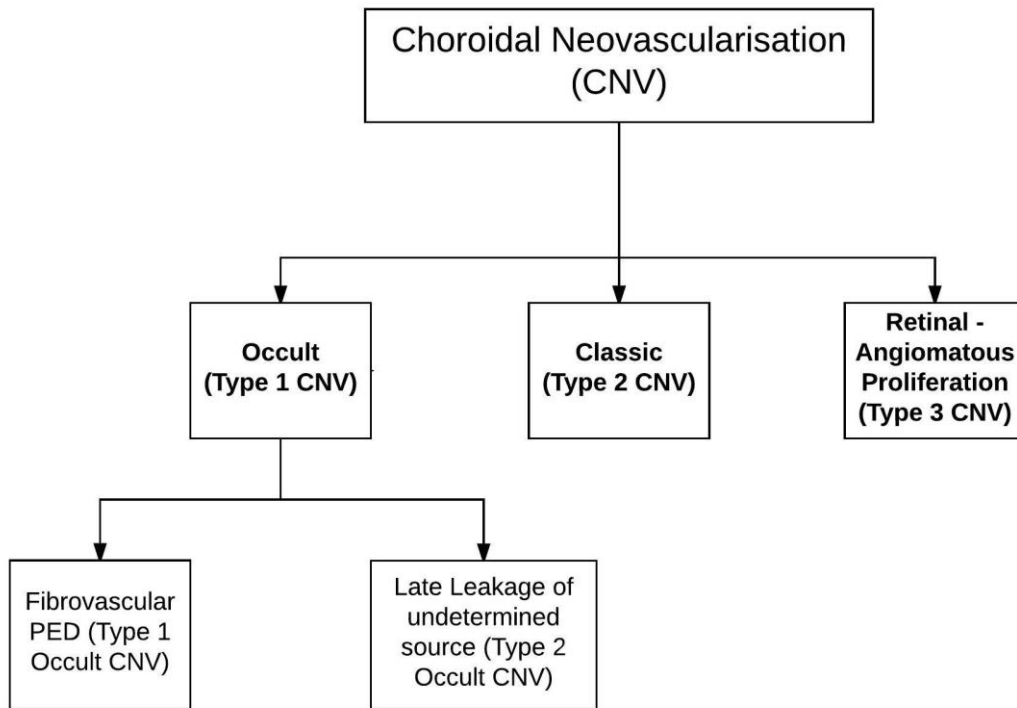 Choroidal Neovascularisation
(CNV)
Occult
(Type 1 CNV)
Classic
(Type 2 CNV)
Retinal -
Angiomatous
Proliferation
(Type 3 CNV)
Fibrovascular
PED (Type 1
Occult CNV)
Late Leakage of
undetermined
source (Type 2
Occult CNV)